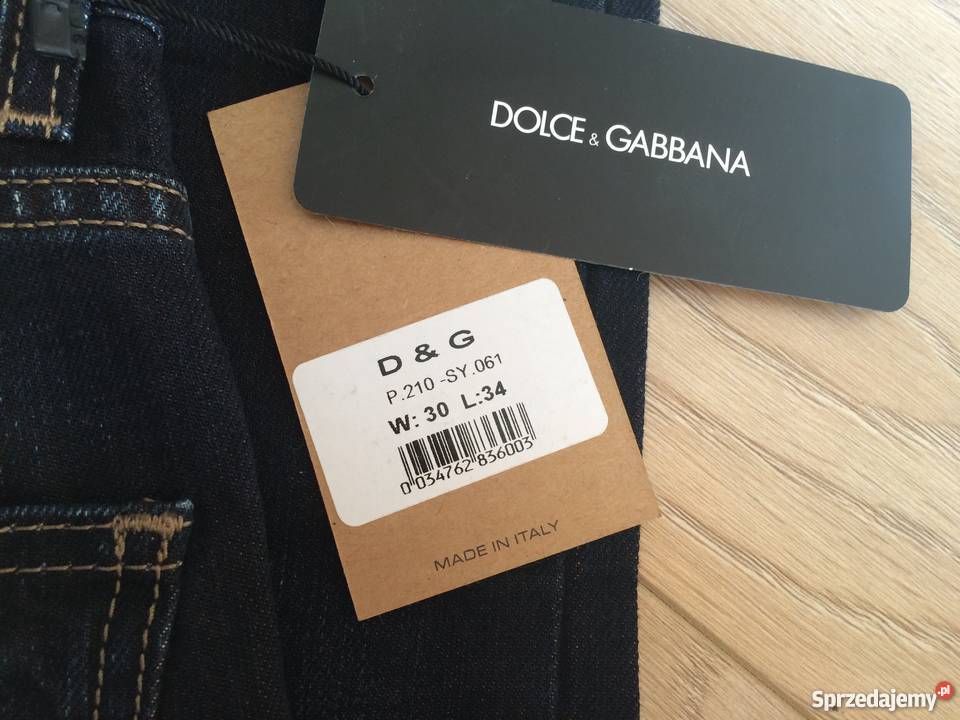 DOLCE & GABBANA
D & G
P.210 -SY.061
W: 30 L:34
0 034762 836003
MADE IN ITALY
Sprzedajemy.pl